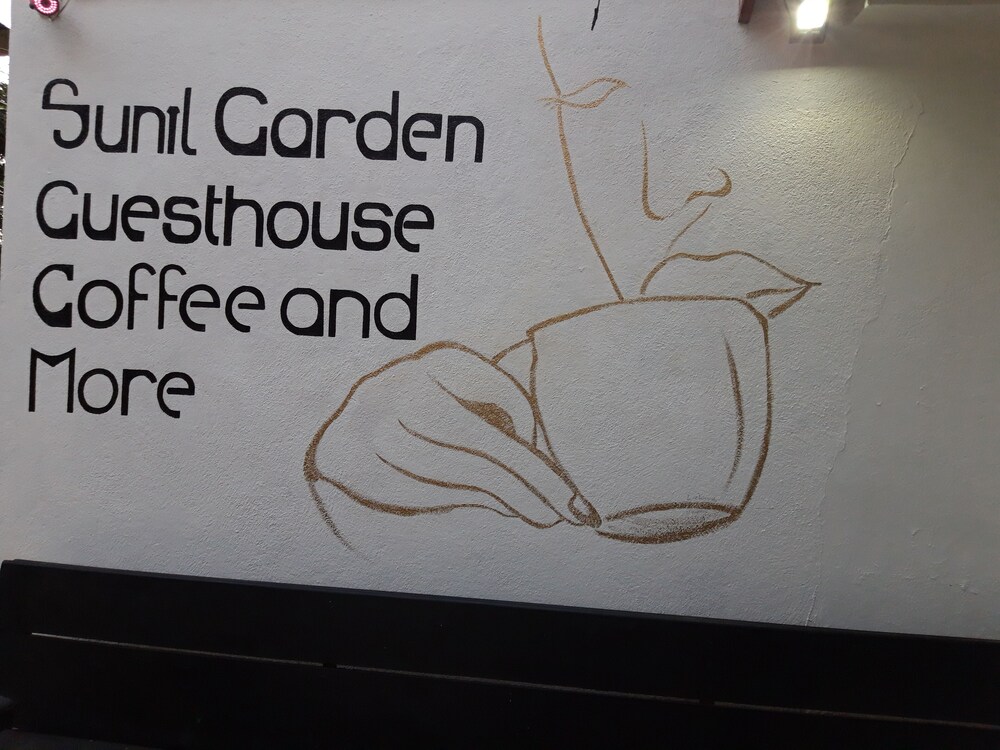 Sunil Garden
Guesthouse
Coffee and
More